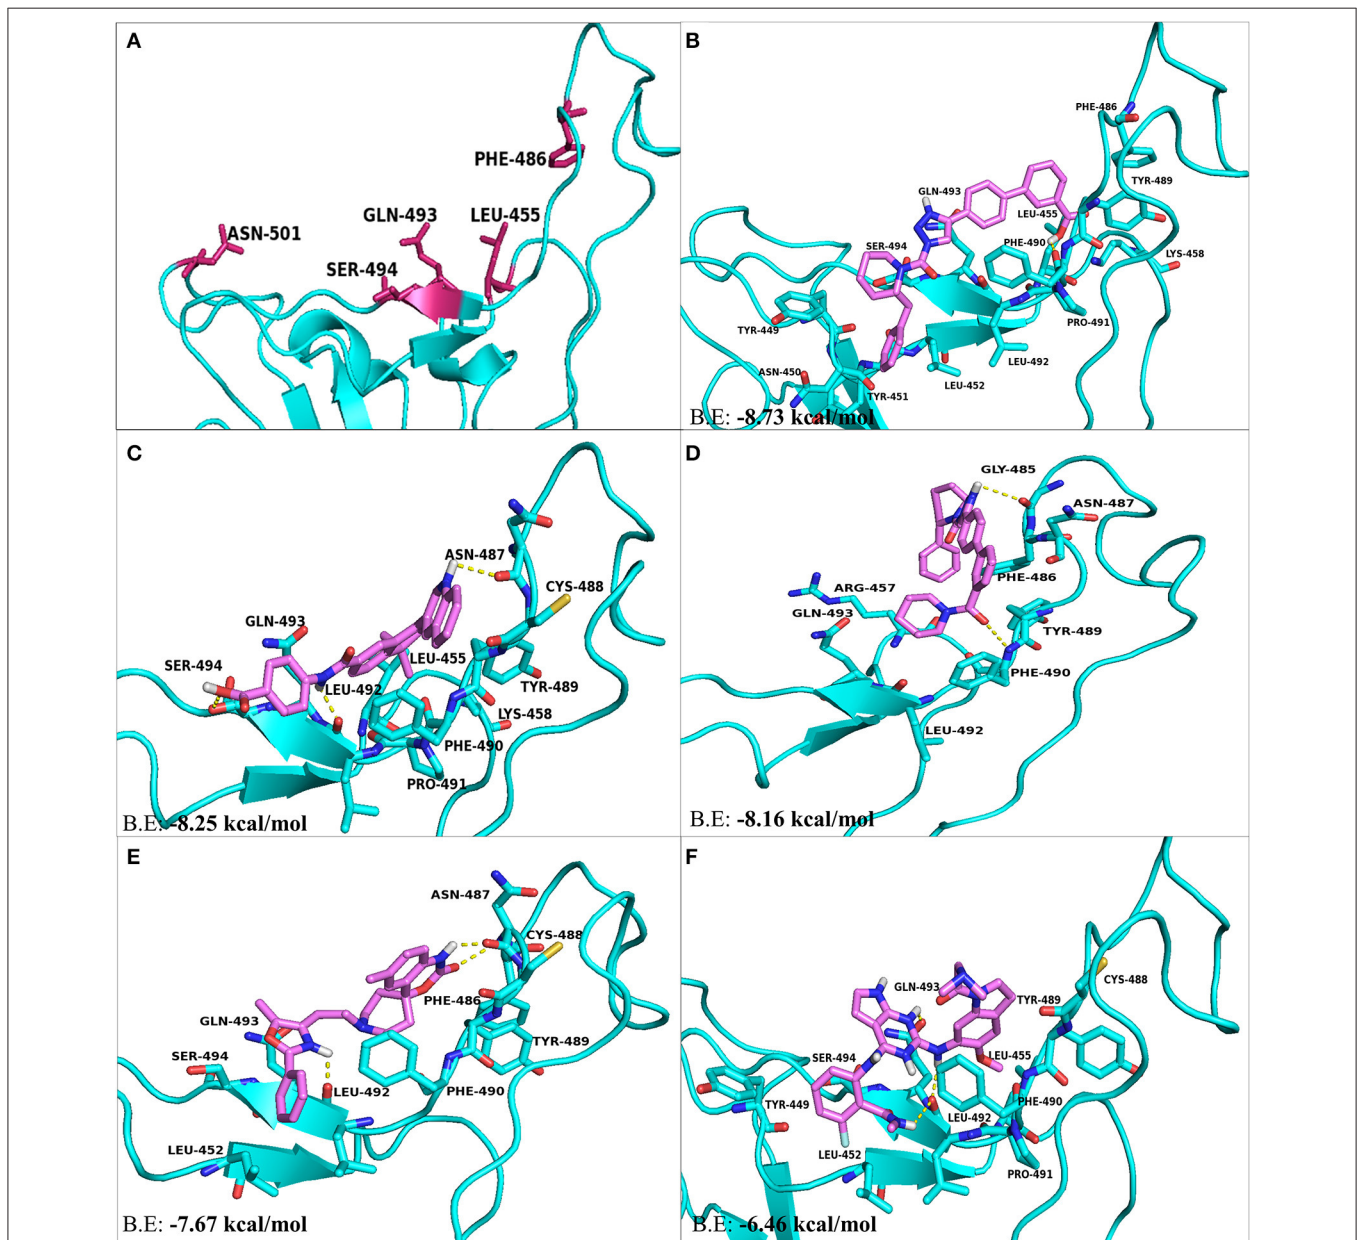 A
PHE-486
ASN-501
GLN-493
LEU-455
SER-494
B
PHE-486
GLN-493
TYR-489
LEU-455
SER-494
PHE-490
LYS-458
PRO-491
TYR-449
LEU-492
ASN-450
LEU-452
TYR-451
B.E: -8.73 kcal/mol
C
ASN-487
CYS-488
GLN-493
LEU-455
SER-494
LEU-492
TYR-489
LYS-458
PHE-490
PRO-491
B.E: -8.25 kcal/mol
D
GLY-485
ASN-487
PHE-486
ARG-457
GLN-493
TYR-489
PHE-490
LEU-492
B.E: -8.16 kcal/mol
E
ASN-487
CYS-488
PHE-486
GLN-493
TYR-489
SER-494
LEU-492
PHE-490
LEU-452
B.E: -7.67 kcal/mol
F
CYS-488
GLN-493
TYR-489
SER-494
LEU-455
TYR-449
PHE-490
LEU-492
LEU-452
PRO-491
B.E: -6.46 kcal/mol